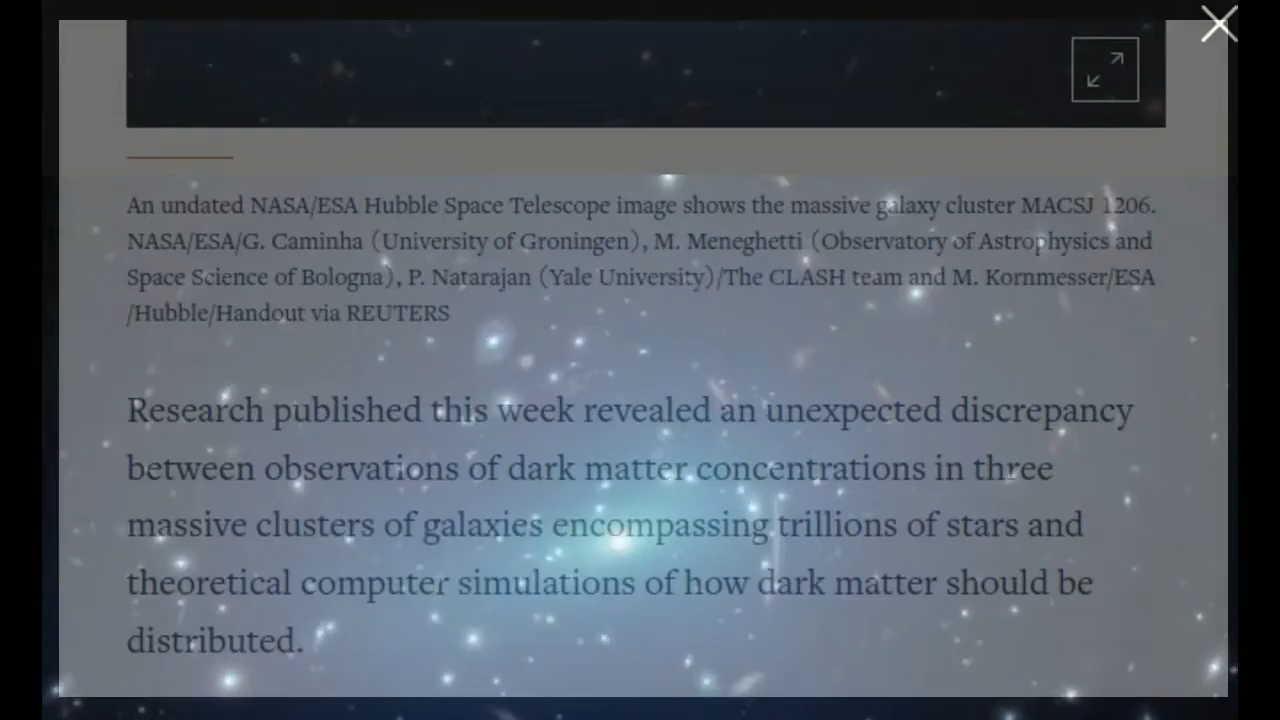 An undated NASA/ESA Hubble Space Telescope image shows the massive galaxy cluster MACSJ 1206.
NASA/ESA/G. Caminha (University of Groningen), M. Meneghetti (Observatory of Astrophysics and
Space Science of Bologna), P. Natarajan (Yale University)/The CLASH team and M. Kornmesser/ESA
/Hubble/Handout via REUTERS
Research published this week revealed an unexpected discrepancy
between observations of dark matter concentrations in three
massive clusters of galaxies encompassing trillions of stars and
theoretical computer simulations of how dark matter should be
distributed.